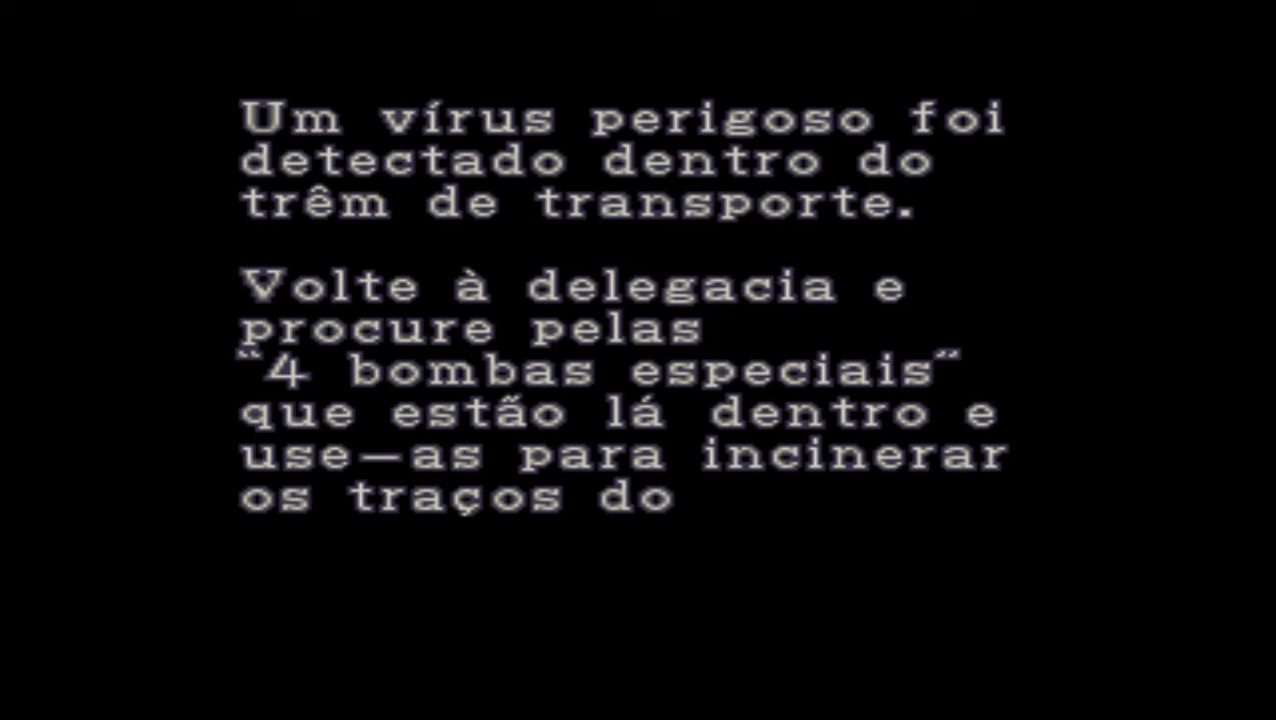 Um vírus perigoso foi
detectado dentro do
trêm de transporte.
Volte à delegacia e
procure pelas
“4 bombas especiais”
que estão lá dentro e
use—as para incinerar
os traços do